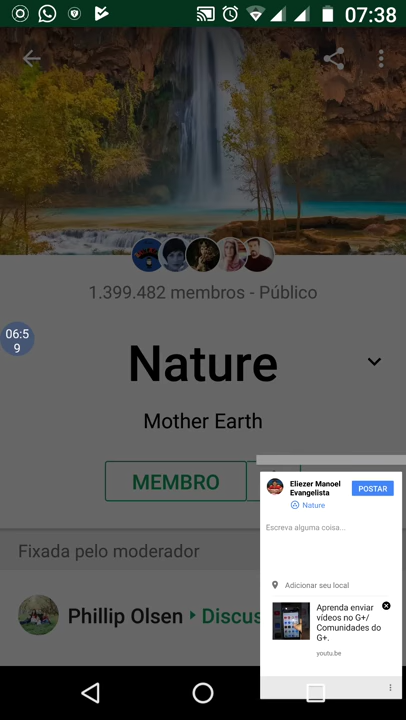 07:38
1.399.482 membros - Público
06:5
9
Nature
Mother Earth
MEMBRO
Fixada pelo moderador
Phillip Olsen ▸ Discus
Eliezer Manoel
Evangelista
POSTAR
Nature
Escreva alguma coisa...
Adicionar seu local
Aprenda enviar
vídeos no G+/
Comunidades do
G+.
youtu.be